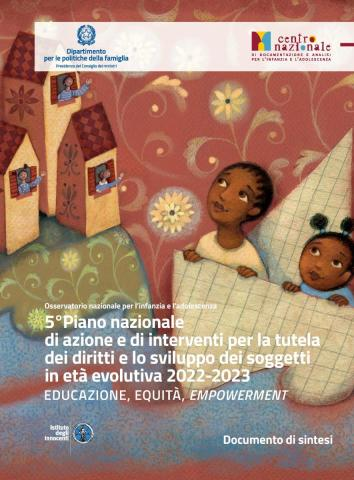 Dipartimento
per le politiche della famiglia
Presidenza del Consiglio dei ministri
centro
nazionale
DI DOCUMENTAZIONE E ANALISI
PER L'INFANZIA E L'ADOLESCENZA
Osservatorio nazionale per l'infanzia e l'adolescenza
5°Piano nazionale
di azione e di interventi per la tutela
dei diritti e lo sviluppo dei soggetti
in età evolutiva 2022-2023
EDUCAZIONE, EQUITÀ, EMPOWERMENT
Istituto
degli
Innocenti
Documento di sintesi